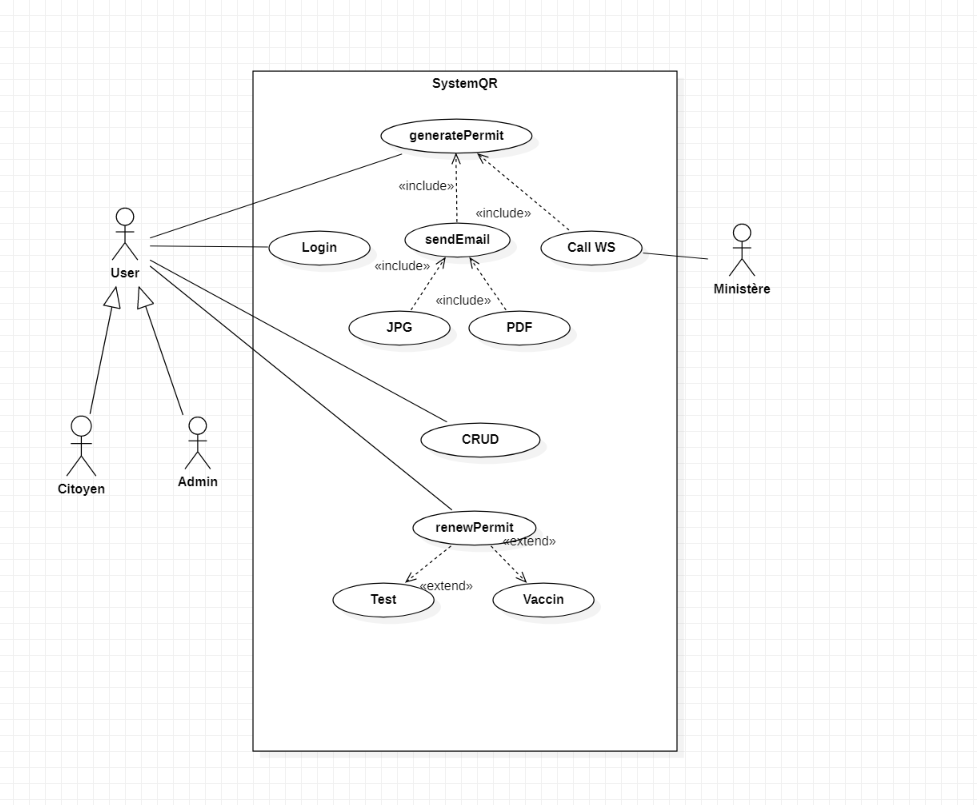 SystemQR
generatePermit
«include»
«include»
User
Login
sendEmail
Call WS
Ministère
«include»
«include»
JPG
PDF
CRUD
Citoyen
Admin
renewPermit
«extend»
«extend»
Test
Vaccin